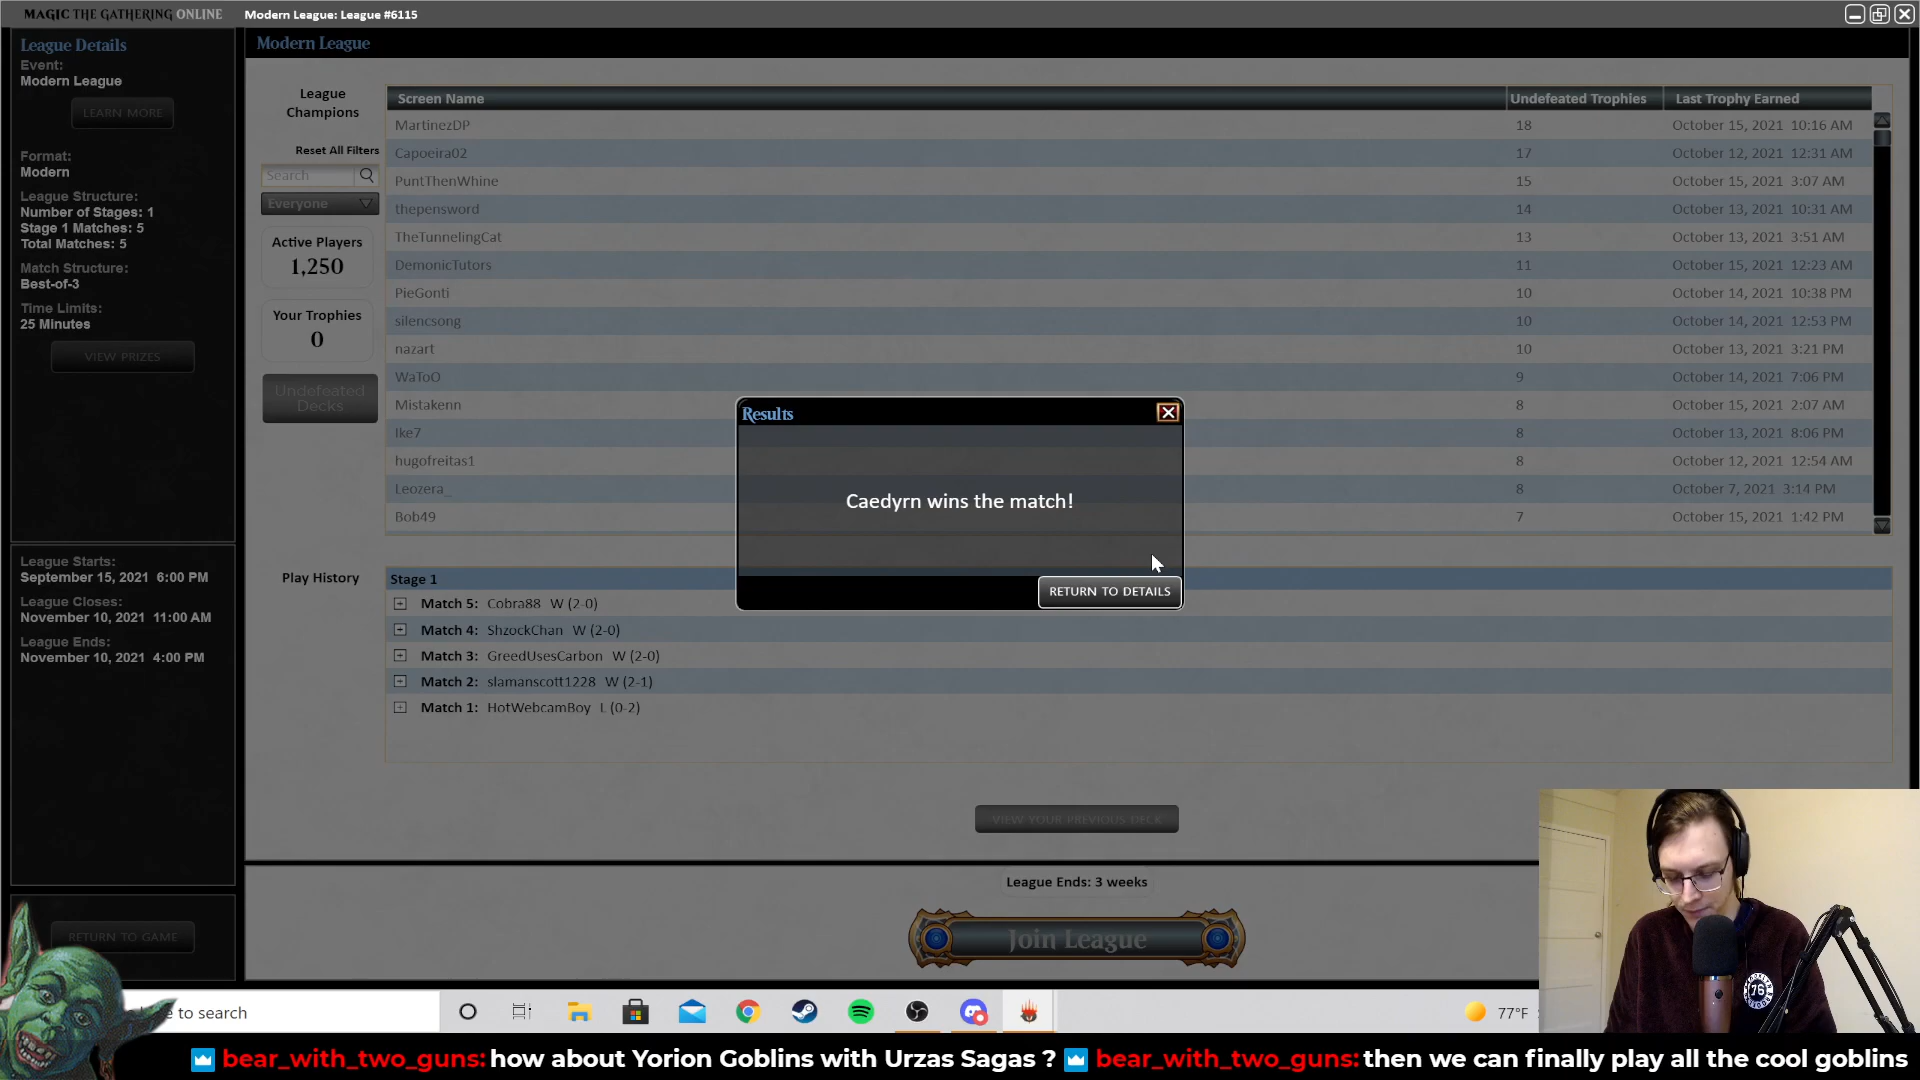 MAGIC THE GATHERING ONLINE
Modern League: League #6115
League Details
Event:
Modern League
LEARN MORE
Format:
Modern
League Structure:
Number of Stages: 1
Stage 1 Matches: 5
Total Matches: 5
Match Structure:
Best-of-3
Time Limits:
25 Minutes
VIEW PRIZES
League Starts:
September 15, 2021 6:00 PM
League Closes:
November 10, 2021 11:00 AM
League Ends:
November 10, 2021 4:00 PM
RETURN TO GAME
Modern League
League
Champions
Reset All Filters
Search
Everyone
Active Players
1,250
Your Trophies
0
Undefeated
Decks
Screen Name Undefeated Trophies Last Trophy Earned
MartinezDP 18 October 15, 2021 10:16 AM
Capoeira02 17 October 12, 2021 12:31 AM
PuntThenWhine 15 October 15, 2021 3:07 AM
thepensword 14 October 13, 2021 10:31 AM
TheTunnelingCat 13 October 13, 2021 3:51 AM
DemonicTutors 11 October 15, 2021 12:23 AM
PieGonti 10 October 14, 2021 10:38 PM
silencsong 10 October 14, 2021 12:53 PM
nazart 10 October 13, 2021 3:21 PM
WaToO 9 October 14, 2021 7:06 PM
Mistakenn 8 October 15, 2021 2:07 AM
Ike7 8 October 13, 2021 8:06 PM
hugofreitas1 8 October 12, 2021 12:54 AM
Leozera_ 8 October 7, 2021 3:14 PM
Bob49 7 October 15, 2021 1:42 PM
Results
Caedyrn wins the match!
RETURN TO DETAILS
Play History
Stage 1
Match 5: Cobra88 W (2-0)
Match 4: ShzockChan W (2-0)
Match 3: GreedUsesCarbon W (2-0)
Match 2: slamanscott1228 W (2-1)
Match 1: HotWebcamBoy L (0-2)
VIEW YOUR PREVIOUS DECK
League Ends: 3 weeks
Join League
76
to search
77°F
bear_with_two_guns: how about Yorion Goblins with Urzas Sagas ? bear_with_two_guns: then we can finally play all the cool goblins